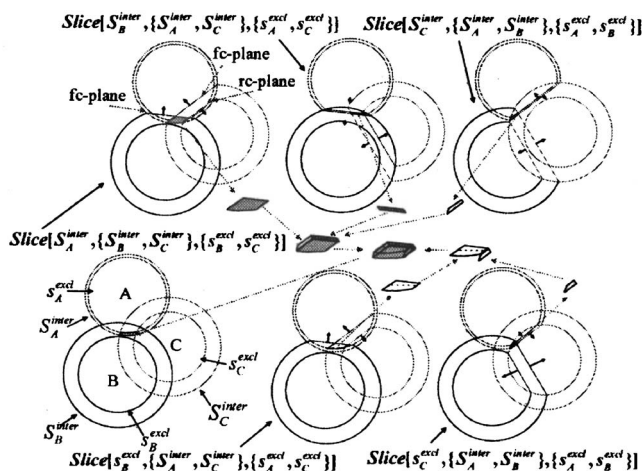 Slice[S_B^inter, {S_A^inter, S_C^inter}, {s_A^excl, s_C^excl}]
Slice[S_C^inter, {S_A^inter, S_B^inter}, {s_A^excl, s_B^excl}]
fc-plane
fc-plane
rc-plane
Slice[S_A^inter, {S_B^inter, S_C^inter}, {s_B^excl, s_C^excl}]
s_A^excl
A
S_A^inter
C
s_C^excl
B
S_C^inter
S_B^inter
s_B^excl
Slice[s_B^excl, {S_A^inter, S_C^inter}, {s_A^excl, s_C^excl}]
Slice[s_C^excl, {S_A^inter, S_B^inter}, {s_A^excl, s_B^excl}]